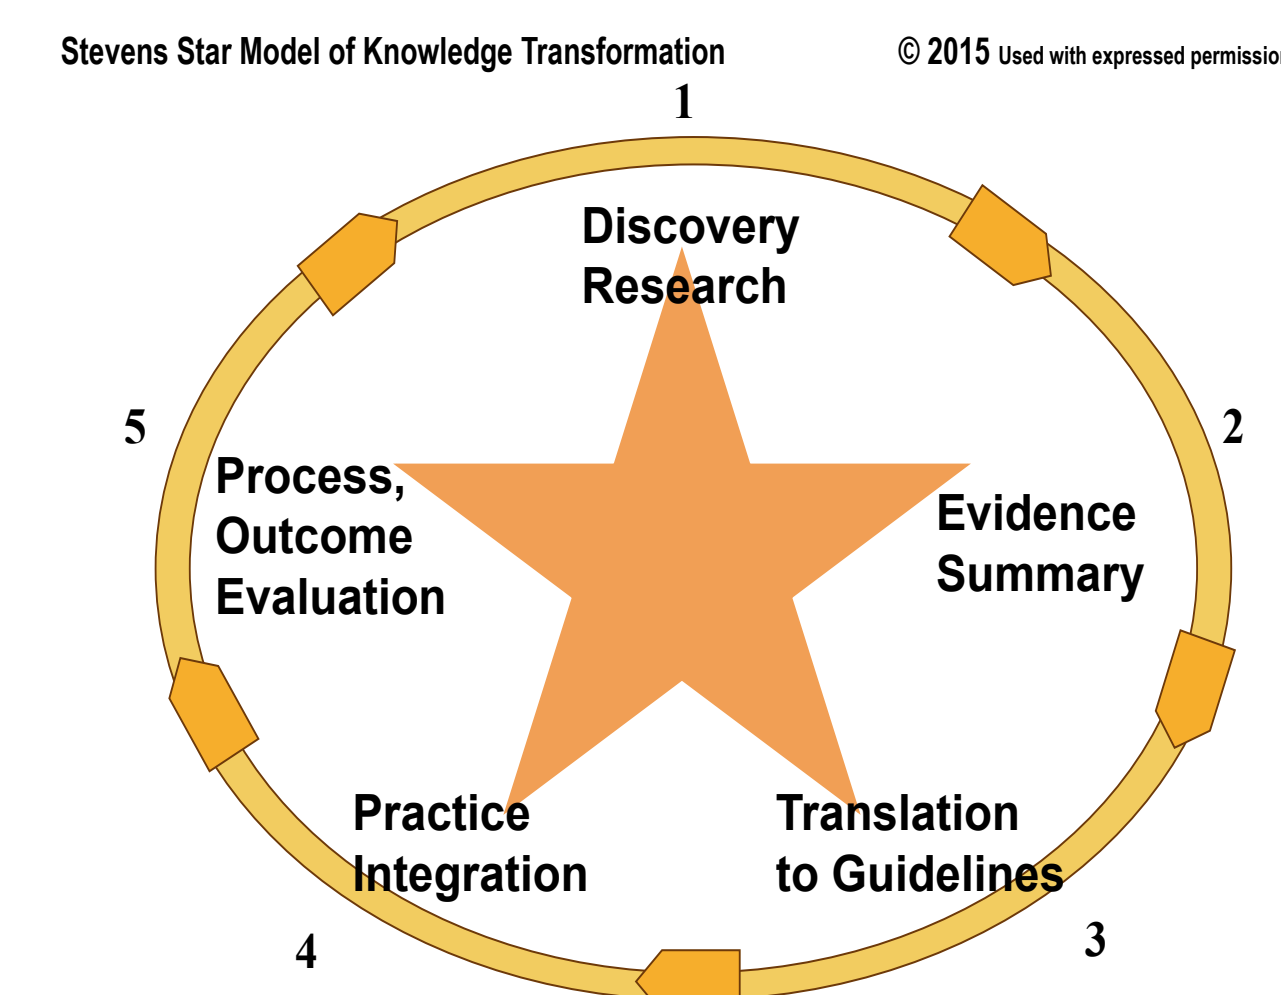 Stevens Star Model of Knowledge Transformation
© 2015 Used with expressed permission
1
Discovery
Research
2
Evidence
Summary
3
Translation
to Guidelines
4
Practice
Integration
5
Process,
Outcome
Evaluation